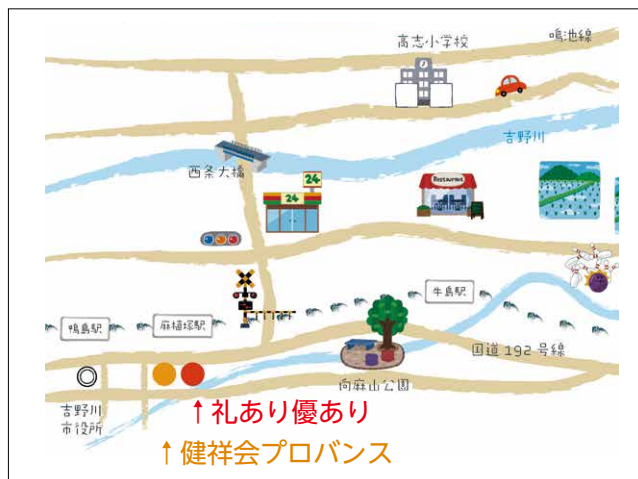 高志小学校
鳴池線
吉野川
西条大橋
24
24
Restaurant
牛島駅
鴨島駅
麻植塚駅
国道192号線
向麻山公園
吉野川
市役所
↑礼あり優あり
↑健祥会プロバンス